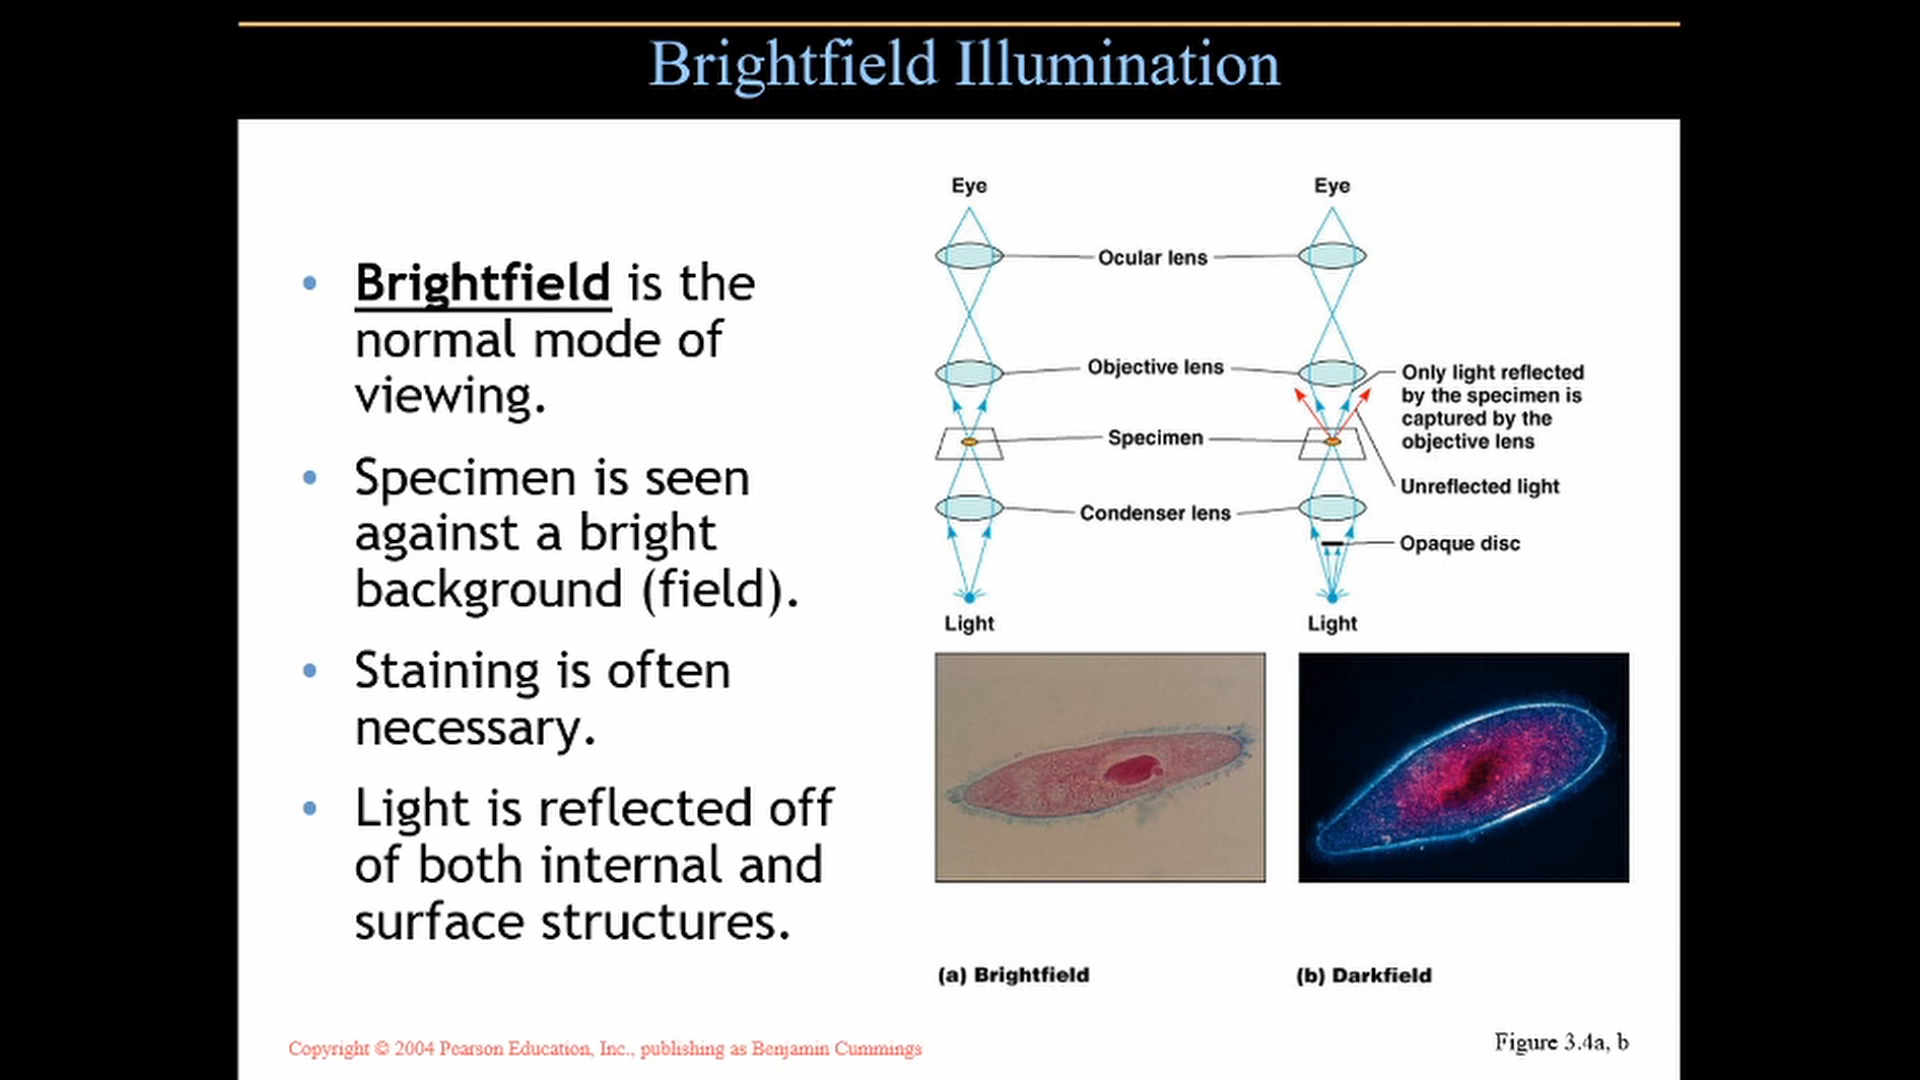 Brightfield Illumination
Brightfield is the
normal mode of
viewing.
Specimen is seen
against a bright
background (field).
Staining is often
necessary.
Light is reflected off
of both internal and
surface structures.
Eye
Eye
Ocular lens
Objective lens
Only light reflected
by the specimen is
captured by the
objective lens
Specimen
Unreflected light
Condenser lens
Opaque disc
Light
Light
(a) Brightfield
(b) Darkfield
Copyright © 2004 Pearson Education, Inc., publishing as Benjamin Cummings
Figure 3.4a, b